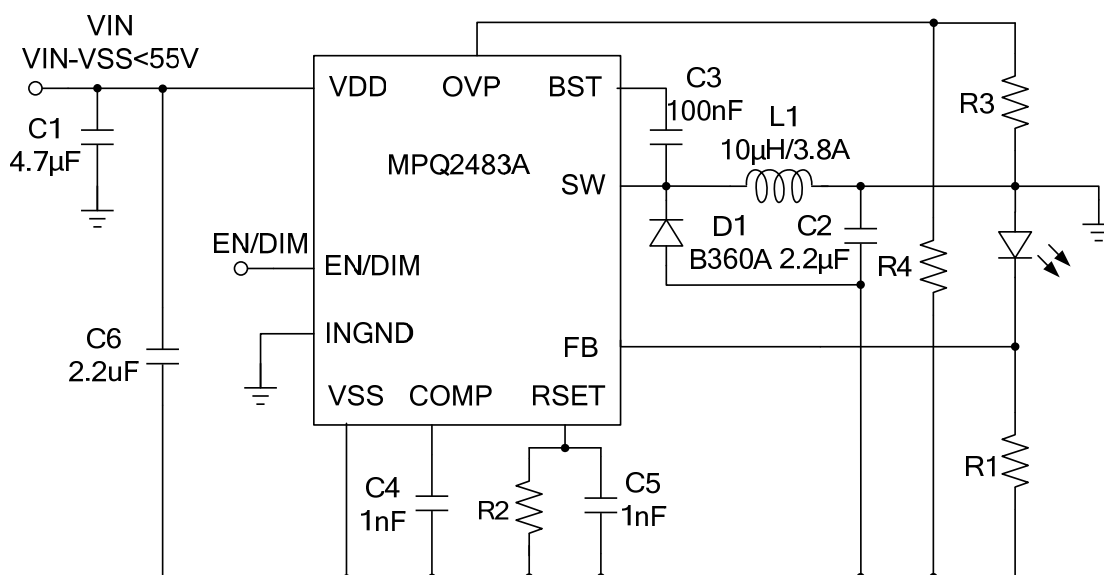 VIN
VIN-VSS<55V
VDD
OVP
BST
C3
100nF
R3
C1
4.7µF
L1
10µH/3.8A
MPQ2483A
SW
EN/DIM
EN/DIM
D1
B360A
C2
2.2µF
R4
INGND
FB
C6
2.2uF
VSS
COMP
RSET
R1
C4
1nF
R2
C5
1nF